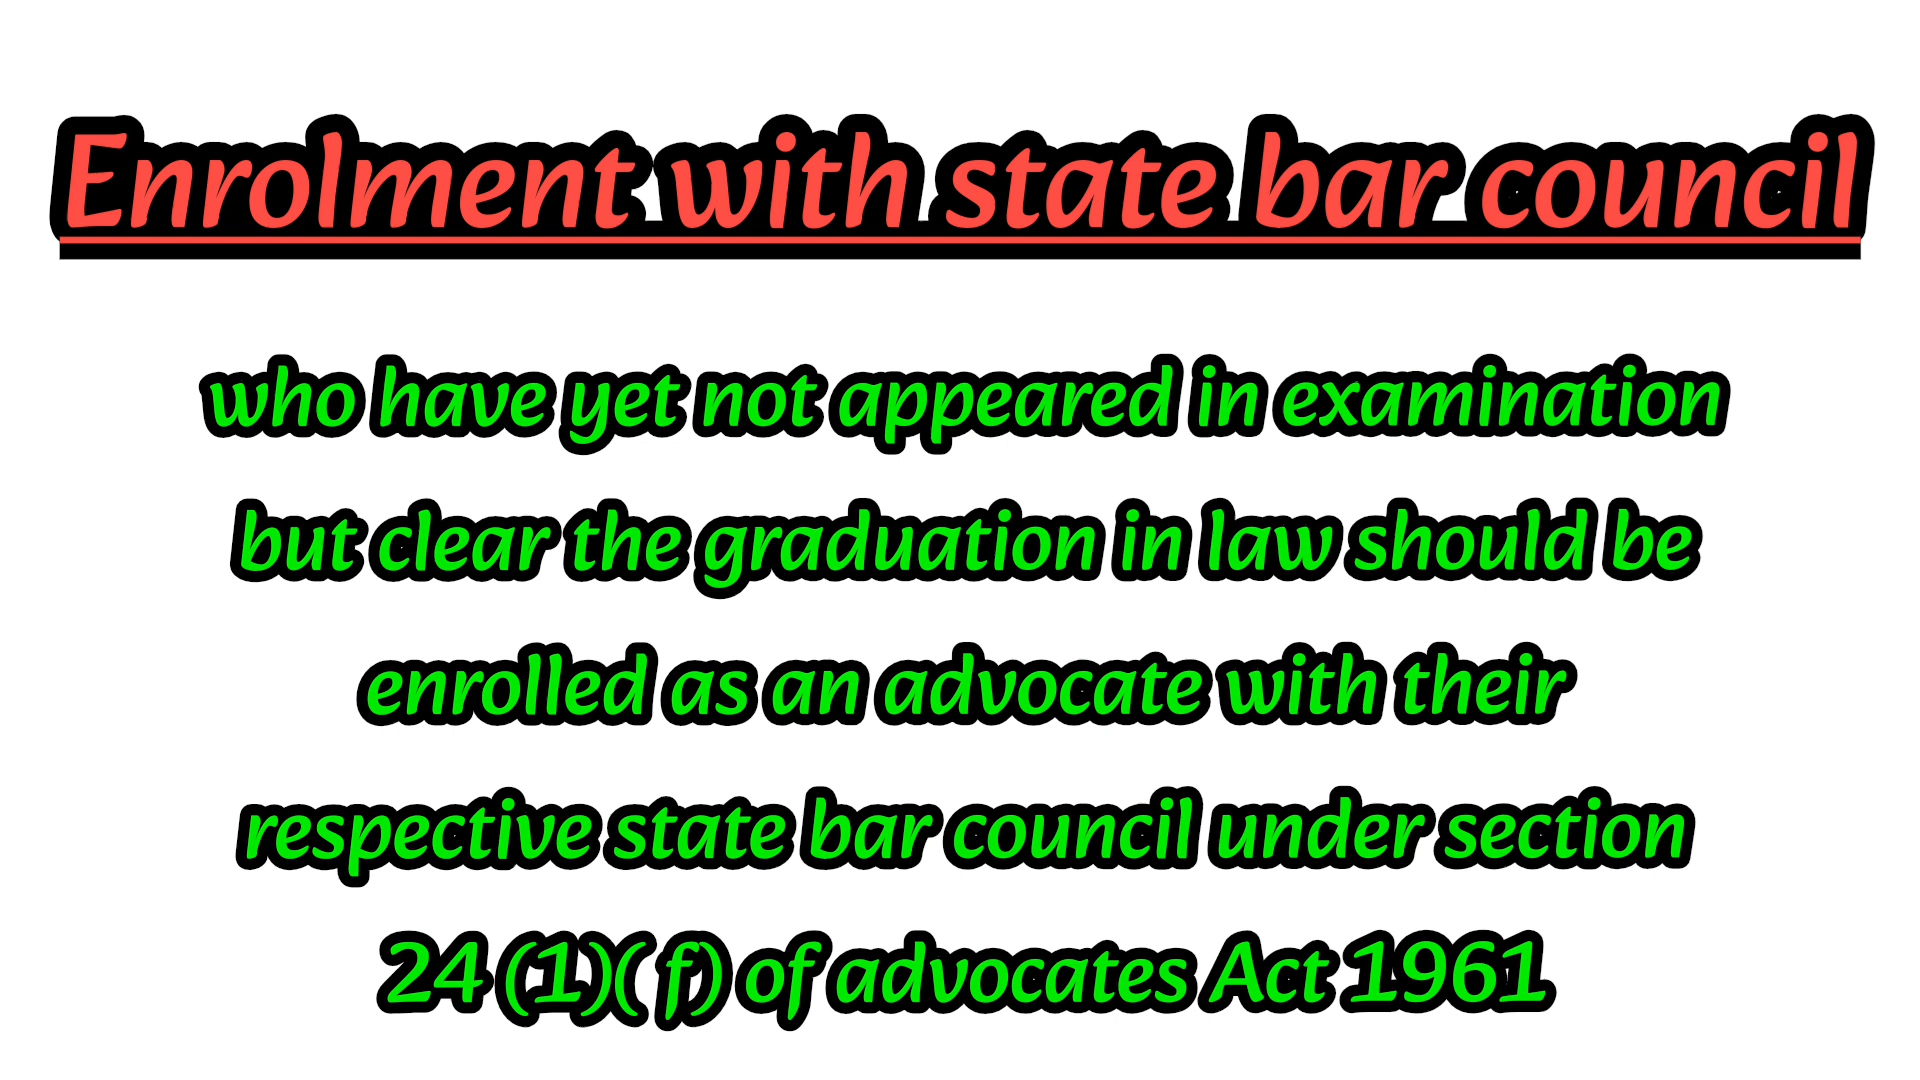 Enrolment with state bar council
who have yet not appeared in examination
but clear the graduation in law should be
enrolled as an advocate with their
respective state bar council under section
24 (1)( f) of advocates Act 1961